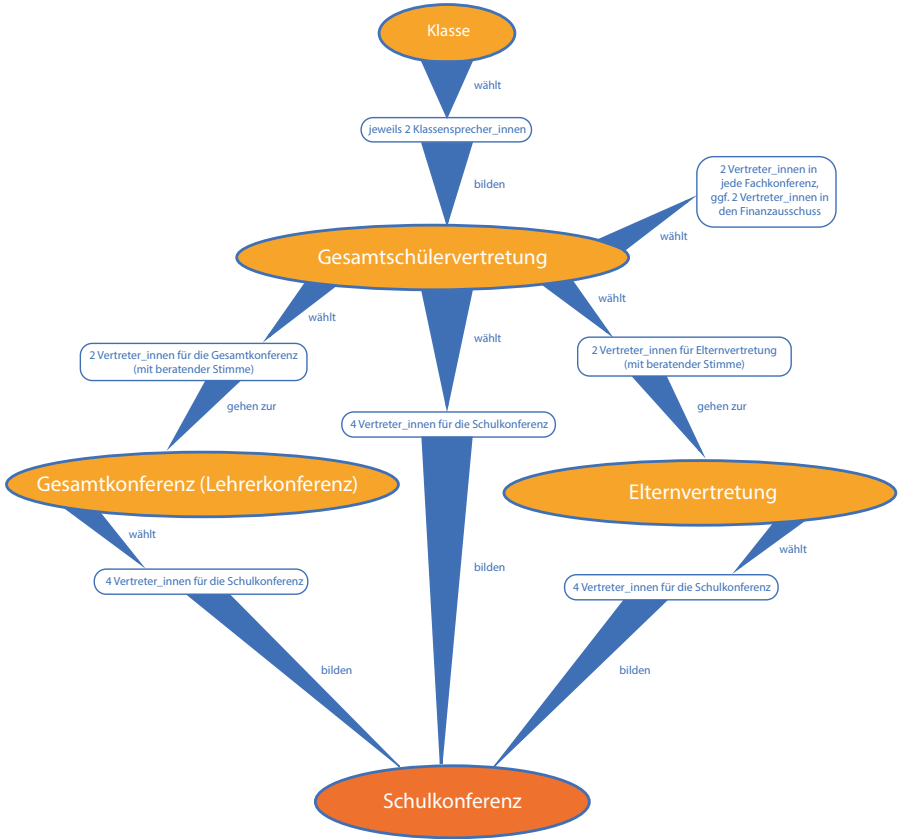 Klasse
wählt
jeweils 2 Klassensprecher_innen
bilden
2 Vertreter_innen in
jede Fachkonferenz,
ggf. 2 Vertreter_innen in
den Finanzausschuss
wählt
Gesamtschülervertretung
wählt
wählt
wählt
2 Vertreter_innen für die Gesamtkonferenz
(mit beratender Stimme)
2 Vertreter_innen für Elternvertretung
(mit beratender Stimme)
gehen zur
gehen zur
4 Vertreter_innen für die Schulkonferenz
Gesamtkonferenz (Lehrerkonferenz)
Elternvertretung
wählt
wählt
bilden
4 Vertreter_innen für die Schulkonferenz
4 Vertreter_innen für die Schulkonferenz
bilden
bilden
Schulkonferenz